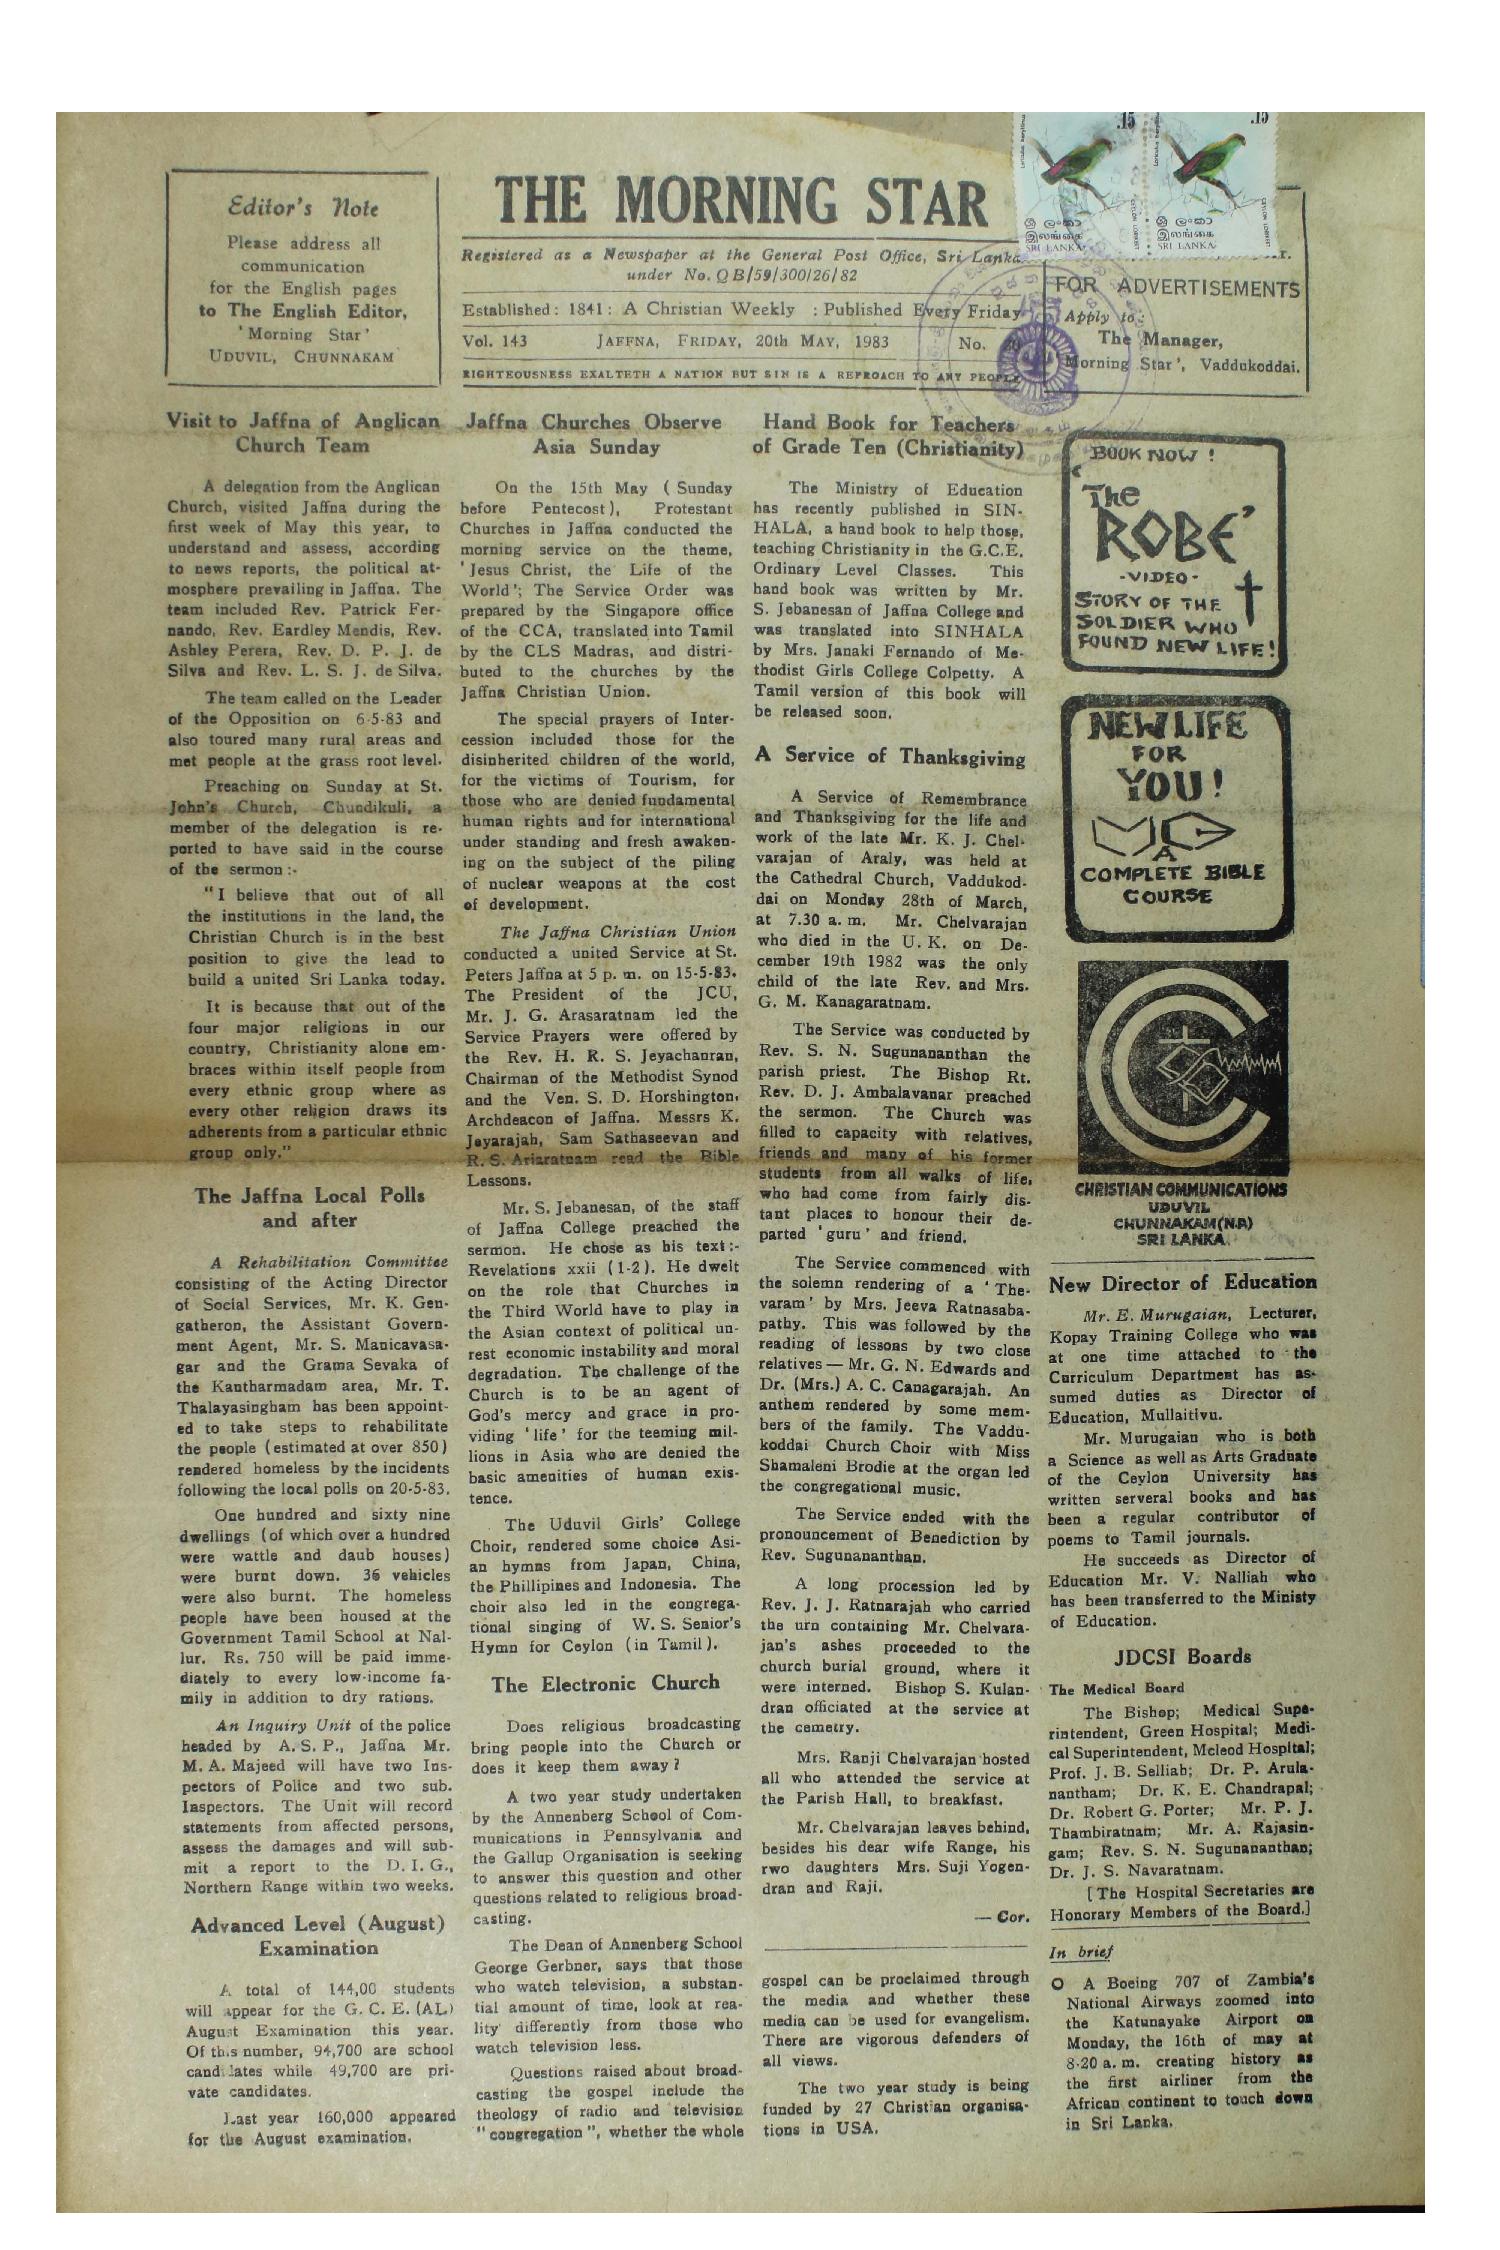 Editor's Note
Please address all
communication
for the English pages
to The English Editor,
'Morning Star'
UDUVIL, CHUNNAKAM
THE MORNING STAR
Registered as a Newspaper at the General Post Office, Sri Lanka
under No. QB/59/300/26/82
Established: 1841: A Christian Weekly : Published Every Friday
Vol. 143 JAFFNA, FRIDAY, 20th MAY, 1983 No.
RIGHTEOUSNESS EXALTETH A NATION BUT SIN IS A REPROACH TO ANY PEOPLE
.15
.15
ශ්‍රී ලංකා
இலங்கை
SRI LANKA
ශ්‍රී ලංකා
இலங்கை
SRI LANKA
CEYLON LORIKEET
FOR ADVERTISEMENTS
Apply to:
The Manager,
'Morning Star', Vaddukoddai.
Visit to Jaffna of Anglican
Church Team
A delegation from the Anglican
Church, visited Jaffna during the
first week of May this year, to
understand and assess, according
to news reports, the political at-
mosphere prevailing in Jaffna. The
team included Rev. Patrick Fer-
nando, Rev. Eardley Mendis, Rev.
Ashley Perera, Rev. D. P. J. de
Silva and Rev. L. S. J. de Silva.
The team called on the Leader
of the Opposition on 6-5-83 and
also toured many rural areas and
met people at the grass root level.
Preaching on Sunday at St.
John's Church, Chundikuli, a
member of the delegation is re-
ported to have said in the course
of the sermon :-
"I believe that out of all
the institutions in the land, the
Christian Church is in the best
position to give the lead to
build a united Sri Lanka today.
It is because that out of the
four major religions in our
country, Christianity alone em-
braces within itself people from
every ethnic group where as
every other religion draws its
adherents from a particular ethnic
group only."
The Jaffna Local Polls
and after
A Rehabilitation Committee
consisting of the Acting Director
of Social Services, Mr. K. Gen-
gatheron, the Assistant Govern-
ment Agent, Mr. S. Manicavasa-
gar and the Grama Sevaka of
the Kantharmadam area, Mr. T.
Thalayasingham has been appoint-
ed to take steps to rehabilitate
the people (estimated at over 850)
rendered homeless by the incidents
following the local polls on 20-5-83.
One hundred and sixty nine
dwellings (of which over a hundred
were wattle and daub houses)
were burnt down. 36 vehicles
were also burnt. The homeless
people have been housed at the
Government Tamil School at Nal-
lur. Rs. 750 will be paid imme-
diately to every low-income fa-
mily in addition to dry rations.
An Inquiry Unit of the police
headed by A. S. P., Jaffna Mr.
M. A. Majeed will have two Ins-
pectors of Police and two sub.
Inspectors. The Unit will record
statements from affected persons,
assess the damages and will sub-
mit a report to the D. I. G.,
Northern Range within two weeks.
Advanced Level (August)
Examination
A total of 144,00 students
will appear for the G. C. E. (AL)
August Examination this year.
Of this number, 94,700 are school
candidates while 49,700 are pri-
vate candidates.
Last year 160,000 appeared
for the August examination.
Jaffna Churches Observe
Asia Sunday
On the 15th May (Sunday
before Pentecost), Protestant
Churches in Jaffna conducted the
morning service on the theme,
'Jesus Christ, the Life of the
World'; The Service Order was
prepared by the Singapore office
of the CCA, translated into Tamil
by the CLS Madras, and distri-
buted to the churches by the
Jaffna Christian Union.
The special prayers of Inter-
cession included those for the
disinherited children of the world,
for the victims of Tourism, for
those who are denied fundamental
human rights and for international
under standing and fresh awaken-
ing on the subject of the piling
of nuclear weapons at the cost
of development.
The Jaffna Christian Union
conducted a united Service at St.
Peters Jaffna at 5 p. m. on 15-5-83.
The President of the JCU,
Mr. J. G. Arasaratnam led the
Service Prayers were offered by
the Rev. H. R. S. Jeyachanran,
Chairman of the Methodist Synod
and the Ven. S. D. Horshington,
Archdeacon of Jaffna. Messrs K.
Jeyarajah, Sam Sathaseevan and
R. S. Ariaratnam read the Bible
Lessons.
Mr. S. Jebanesan, of the staff
of Jaffna College preached the
sermon. He chose as his text:-
Revelations xxii (1-2). He dwelt
on the role that Churches in
the Third World have to play in
the Asian context of political un-
rest economic instability and moral
degradation. The challenge of the
Church is to be an agent of
God's mercy and grace in pro-
viding 'life' for the teeming mil-
lions in Asia who are denied the
basic amenities of human exis-
tence.
The Uduvil Girls' College
Choir, rendered some choice Asi-
an hymns from Japan, China,
the Phillipines and Indonesia. The
choir also led in the congrega-
tional singing of W. S. Senior's
Hymn for Ceylon (in Tamil).
The Electronic Church
Does religious broadcasting
bring people into the Church or
does it keep them away?
A two year study undertaken
by the Annenberg School of Com-
munications in Pennsylvania and
the Gallup Organisation is seeking
to answer this question and other
questions related to religious broad-
casting.
The Dean of Annenberg School
George Gerbner, says that those
who watch television, a substan-
tial amount of time, look at rea-
lity differently from those who
watch television less.
Questions raised about broad-
casting the gospel include the
theology of radio and television
"congregation", whether the whole
Hand Book for Teachers
of Grade Ten (Christianity)
The Ministry of Education
has recently published in SIN-
HALA, a hand book to help those,
teaching Christianity in the G.C.E.
Ordinary Level Classes. This
hand book was written by Mr.
S. Jebanesan of Jaffna College and
was translated into SINHALA
by Mrs. Janaki Fernando of Me-
thodist Girls College Colpetty. A
Tamil version of this book will
be released soon.
A Service of Thanksgiving
A Service of Remembrance
and Thanksgiving for the life and
work of the late Mr. K. J. Chel-
varajan of Araly, was held at
the Cathedral Church, Vaddukod-
dai on Monday 28th of March,
at 7.30 a. m. Mr. Chelvarajan
who died in the U. K. on De-
cember 19th 1982 was the only
child of the late Rev. and Mrs.
G. M. Kanagaratnam.
The Service was conducted by
Rev. S. N. Sugunananthan the
parish priest. The Bishop Rt.
Rev. D. J. Ambalavanar preached
the sermon. The Church was
filled to capacity with relatives,
friends and many of his former
students from all walks of life,
who had come from fairly dis-
tant places to honour their de-
parted 'guru' and friend.
The Service commenced with
the solemn rendering of a 'The-
varam' by Mrs. Jeeva Ratnasaba-
pathy. This was followed by the
reading of lessons by two close
relatives — Mr. G. N. Edwards and
Dr. (Mrs.) A. C. Canagarajah. An
anthem rendered by some mem-
bers of the family. The Vaddu-
koddai Church Choir with Miss
Shamaleni Brodie at the organ led
the congregational music.
The Service ended with the
pronouncement of Benediction by
Rev. Sugunananthan.
A long procession led by
Rev. J. J. Ratnarajah who carried
the urn containing Mr. Chelvara-
jan's ashes proceeded to the
church burial ground, where it
were interned. Bishop S. Kulan-
dran officiated at the service at
the cemetry.
Mrs. Ranji Chelvarajan hosted
all who attended the service at
the Parish Hall, to breakfast.
Mr. Chelvarajan leaves behind,
besides his dear wife Range, his
rwo daughters Mrs. Suji Yogen-
dran and Raji.
— Cor.
gospel can be proclaimed through
the media and whether these
media can be used for evangelism.
There are vigorous defenders of
all views.
The two year study is being
funded by 27 Christian organisa-
tions in USA.
BOOK NOW !
'The
ROBE'
-VIDEO-
STORY OF THE
SOLDIER WHO
FOUND NEW LIFE!
NEW LIFE
FOR
YOU!
A
COMPLETE BIBLE
COURSE
CHRISTIAN COMMUNICATIONS
UDUVIL
CHUNNAKAM (N.P.)
SRI LANKA.
New Director of Education
Mr. E. Murugaian, Lecturer,
Kopay Training College who was
at one time attached to the
Curriculum Department has as-
sumed duties as Director of
Education, Mullaitivu.
Mr. Murugaian who is both
a Science as well as Arts Graduate
of the Ceylon University has
written serveral books and has
been a regular contributor of
poems to Tamil journals.
He succeeds as Director of
Education Mr. V. Nalliah who
has been transferred to the Ministy
of Education.
JDCSI Boards
The Medical Board
The Bishop; Medical Supe-
rintendent, Green Hospital; Medi-
cal Superintendent, Mcleod Hospital;
Prof. J. B. Selliah; Dr. P. Arula-
nantham; Dr. K. E. Chandrapal;
Dr. Robert G. Porter; Mr. P. J.
Thambiratnam; Mr. A. Rajasin-
gam; Rev. S. N. Sugunananthan;
Dr. J. S. Navaratnam.
[The Hospital Secretaries are
Honorary Members of the Board.]
In brief
O A Boeing 707 of Zambia's
National Airways zoomed into
the Katunayake Airport on
Monday, the 16th of may at
8-20 a. m. creating history as
the first airliner from the
African continent to touch down
in Sri Lanka.